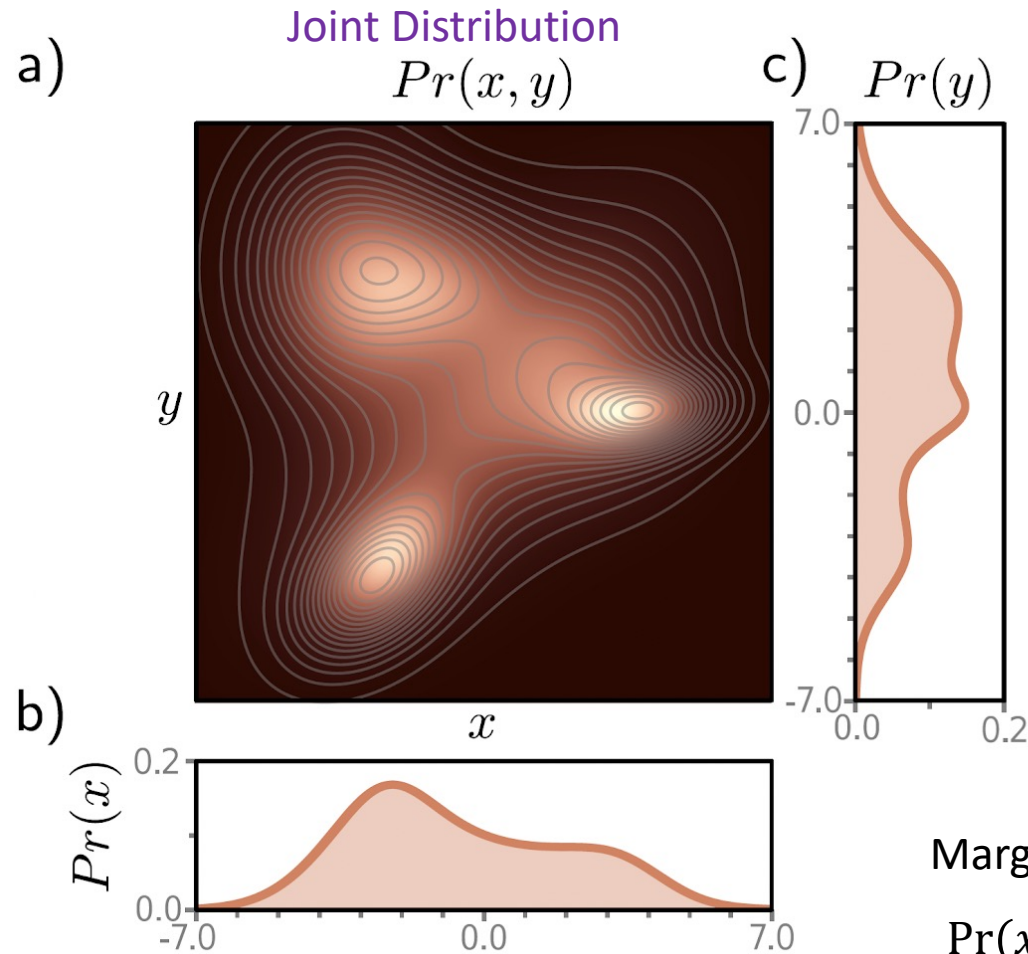 Joint Distribution
a)
Pr(x, y)
c)
Pr(y)
7.0
y
0.0
-7.0
0.0
0.2
b)
x
0.2
Pr(x)
0.0
-7.0
0.0
7.0
Marg
Pr(x